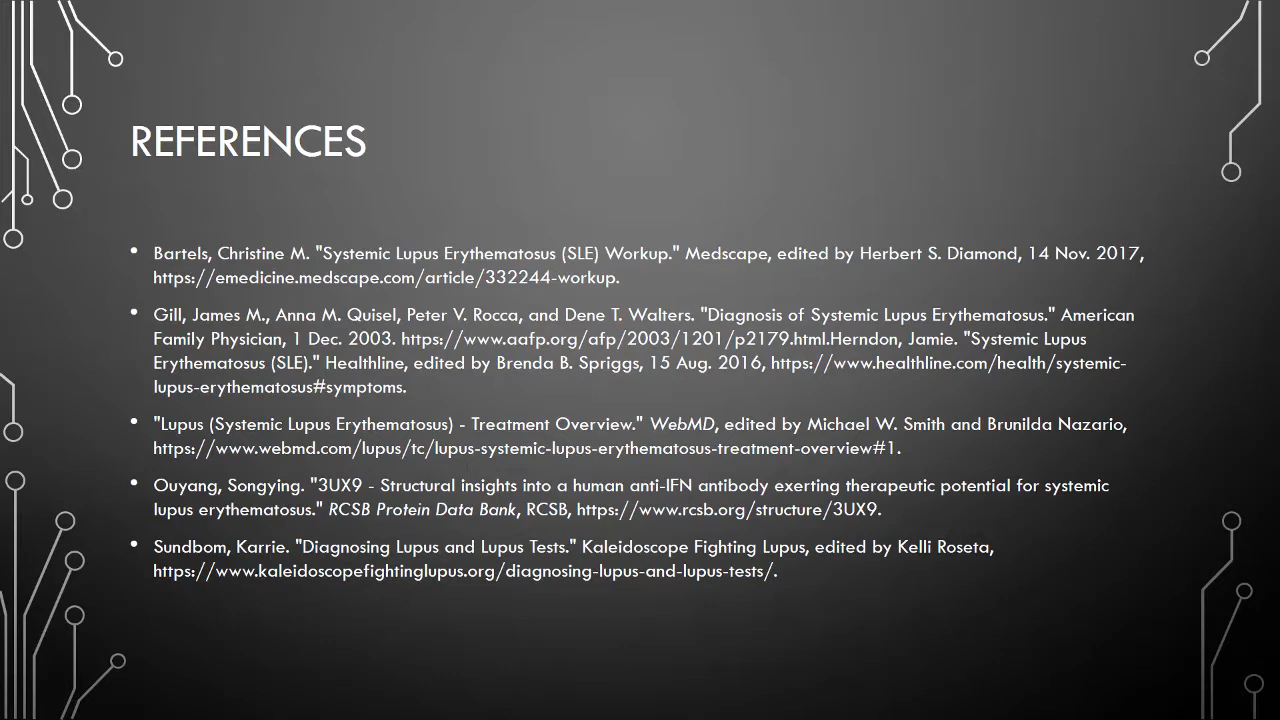 REFERENCES
• Bartels, Christine M. "Systemic Lupus Erythematosus (SLE) Workup." Medscape, edited by Herbert S. Diamond, 14 Nov. 2017,
https://emedicine.medscape.com/article/332244-workup.
• Gill, James M., Anna M. Quisel, Peter V. Rocca, and Dene T. Walters. "Diagnosis of Systemic Lupus Erythematosus." American
Family Physician, 1 Dec. 2003. https://www.aafp.org/afp/2003/1201/p2179.html.Herndon, Jamie. "Systemic Lupus
Erythematosus (SLE)." Healthline, edited by Brenda B. Spriggs, 15 Aug. 2016, https://www.healthline.com/health/systemic-
lupus-erythematosus#symptoms.
• "Lupus (Systemic Lupus Erythematosus) - Treatment Overview." WebMD, edited by Michael W. Smith and Brunilda Nazario,
https://www.webmd.com/lupus/tc/lupus-systemic-lupus-erythematosus-treatment-overview#1.
• Ouyang, Songying. "3UX9 - Structural insights into a human anti-IFN antibody exerting therapeutic potential for systemic
lupus erythematosus." RCSB Protein Data Bank, RCSB, https://www.rcsb.org/structure/3UX9.
• Sundbom, Karrie. "Diagnosing Lupus and Lupus Tests." Kaleidoscope Fighting Lupus, edited by Kelli Roseta,
https://www.kaleidoscopefightinglupus.org/diagnosing-lupus-and-lupus-tests/.